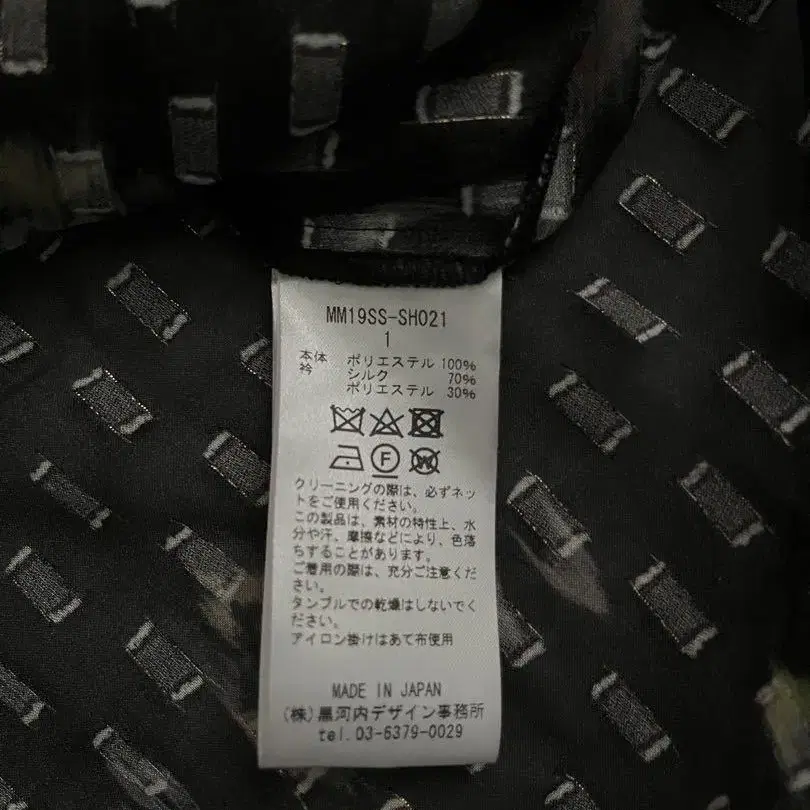 MM19SS-SH021
1
本体 ポリエステル 100%
衿 シルク 70%
ポリエステル 30%
F
W
クリーニングの際は、必ずネッ
トをご使用ください。
この製品は、素材の特性上、水
分や汗、摩擦などにより、色落
ちすることがあります。
ご着用の際は、充分ご注意くだ
さい。
タンブルでの乾燥はしないでく
ださい。
アイロン掛けはあて布使用
MADE IN JAPAN
(株)黒河内デザイン事務所
tel.03-6379-0029